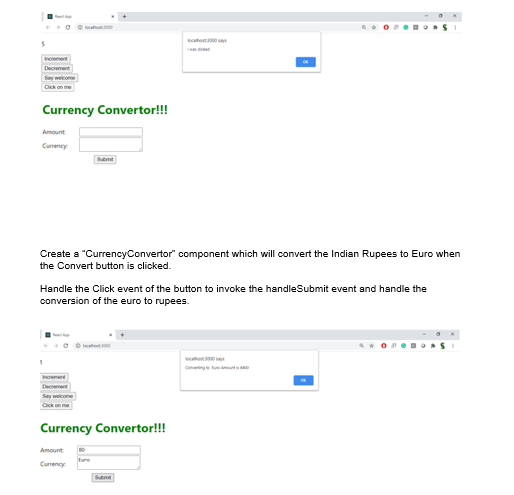 React App
localhost:3000
localhost:3000 says
I was clicked
OK
5
Increment
Decrement
Say welcome
Click on me
Currency Convertor!!!
Amount:
Currency:
Submit
Create a "CurrencyConvertor" component which will convert the Indian Rupees to Euro when
the Convert button is clicked.
Handle the Click event of the button to invoke the handleSubmit event and handle the
conversion of the euro to rupees.
React App
localhost:3000
localhost:3000 says
Converting to Euro Amount is 6400
OK
1
Increment
Decrement
Say welcome
Click on me
Currency Convertor!!!
Amount: 80
Currency: Euro
Submit